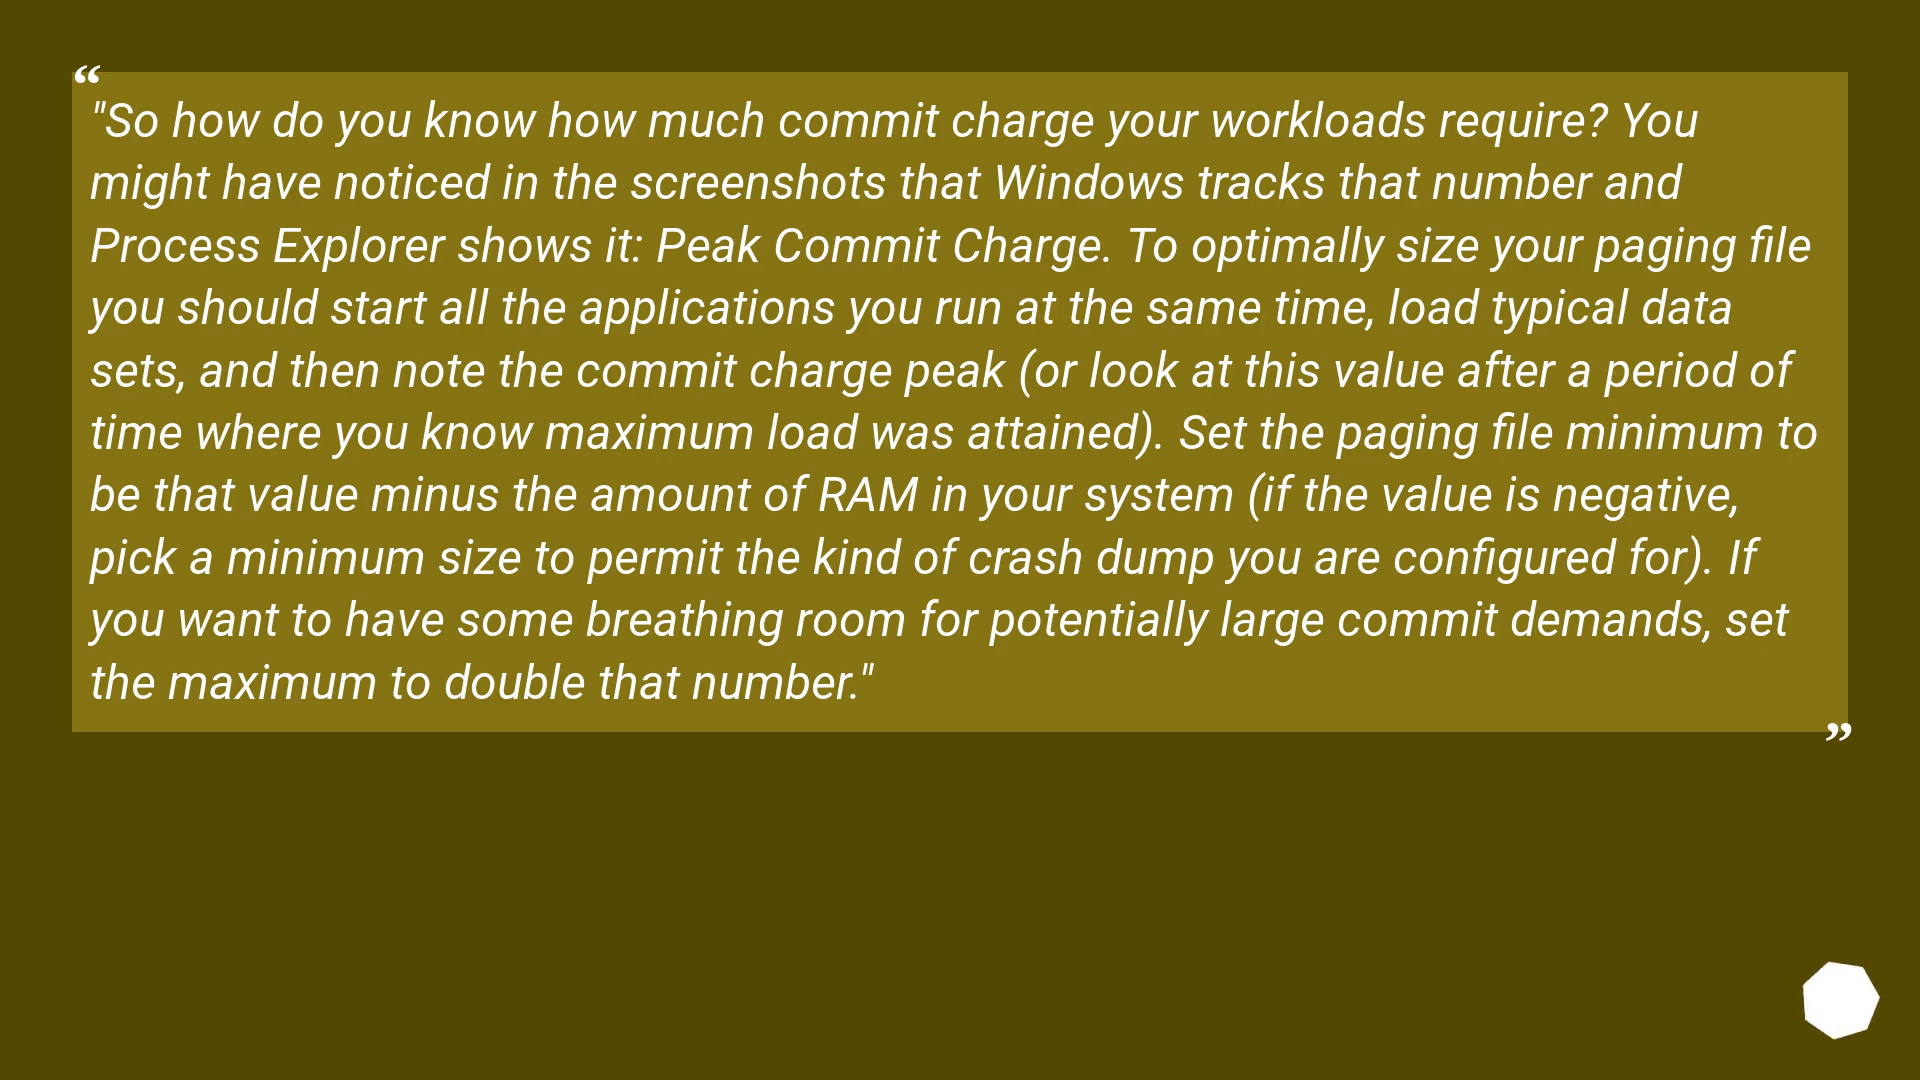 “
"So how do you know how much commit charge your workloads require? You
might have noticed in the screenshots that Windows tracks that number and
Process Explorer shows it: Peak Commit Charge. To optimally size your paging file
you should start all the applications you run at the same time, load typical data
sets, and then note the commit charge peak (or look at this value after a period of
time where you know maximum load was attained). Set the paging file minimum to
be that value minus the amount of RAM in your system (if the value is negative,
pick a minimum size to permit the kind of crash dump you are configured for). If
you want to have some breathing room for potentially large commit demands, set
the maximum to double that number."
”